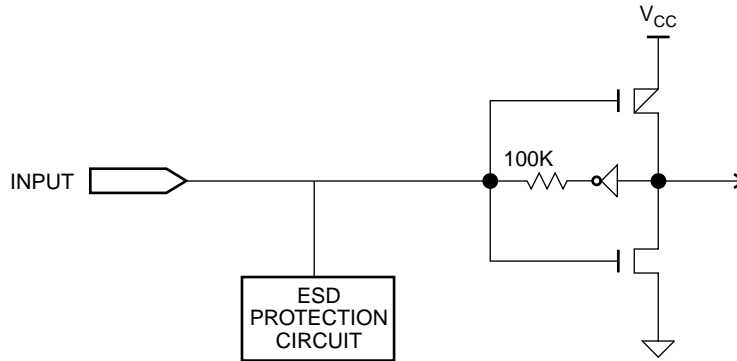 V_CC
100K
INPUT
ESD
PROTECTION
CIRCUIT